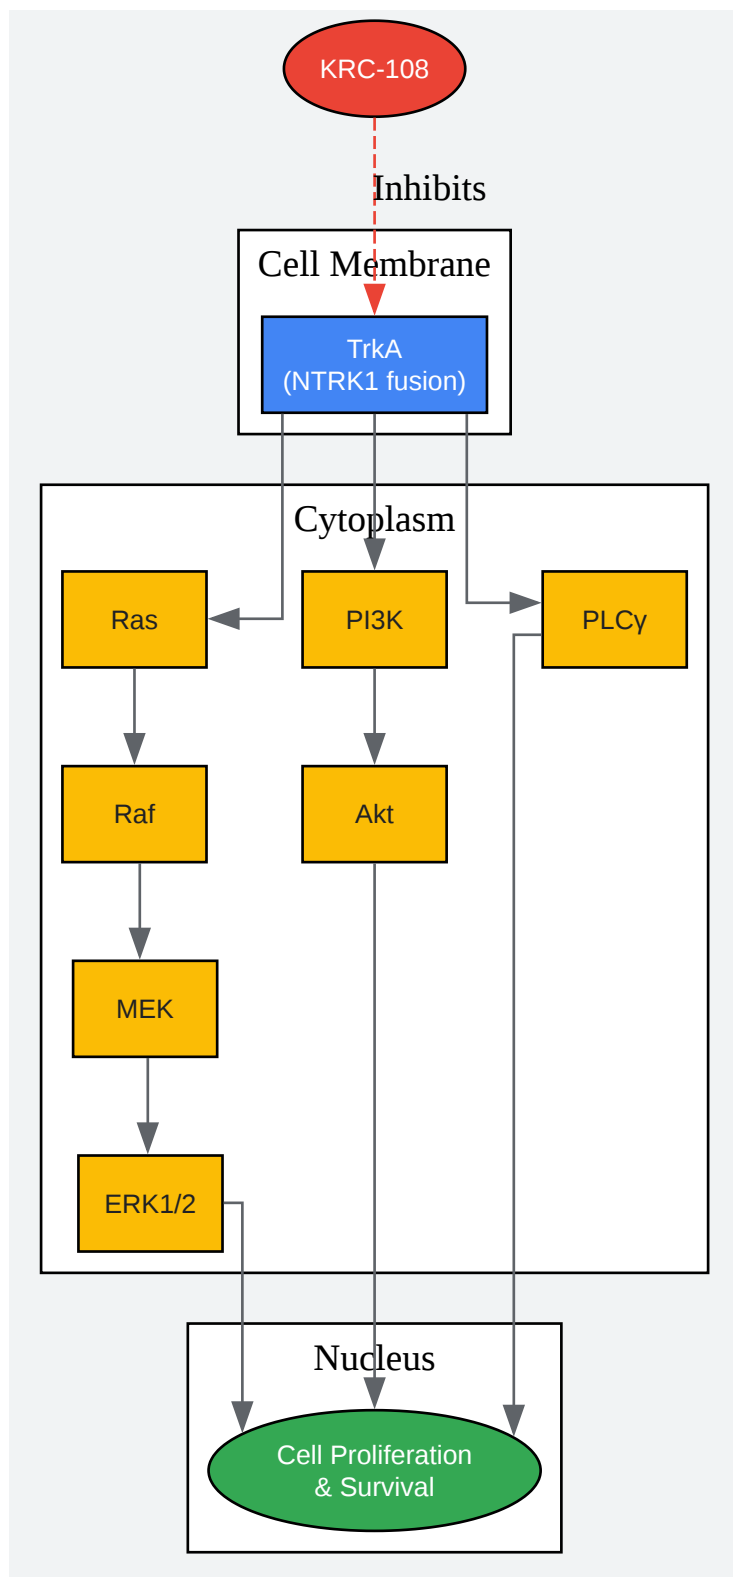 KRC-108
Inhibits
Cell Membrane
TrkA
(NTRK1 fusion)
Cytoplasm
Ras
PI3K
PLCγ
Raf
Akt
MEK
ERK1/2
Nucleus
Cell Proliferation
& Survival